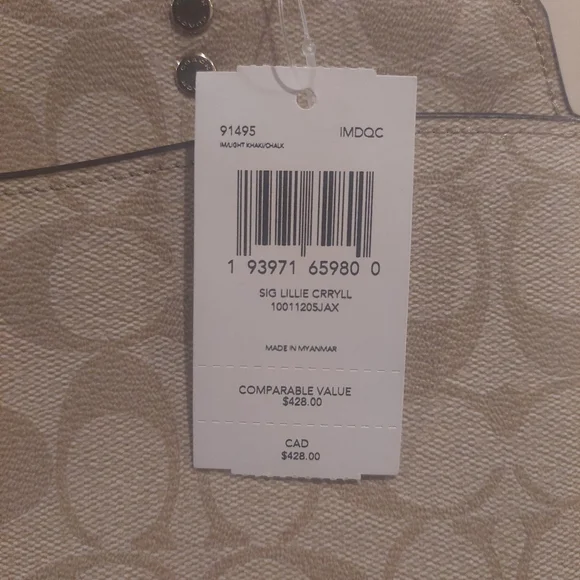 91495 IMDQC
IM/LIGHT KHAKI/CHALK
1 93971 65980 0
SIG LILLIE CRRYLL
1001120SJAX
MADE IN MYANMAR
COMPARABLE VALUE
$428.00
CAD
$428.00